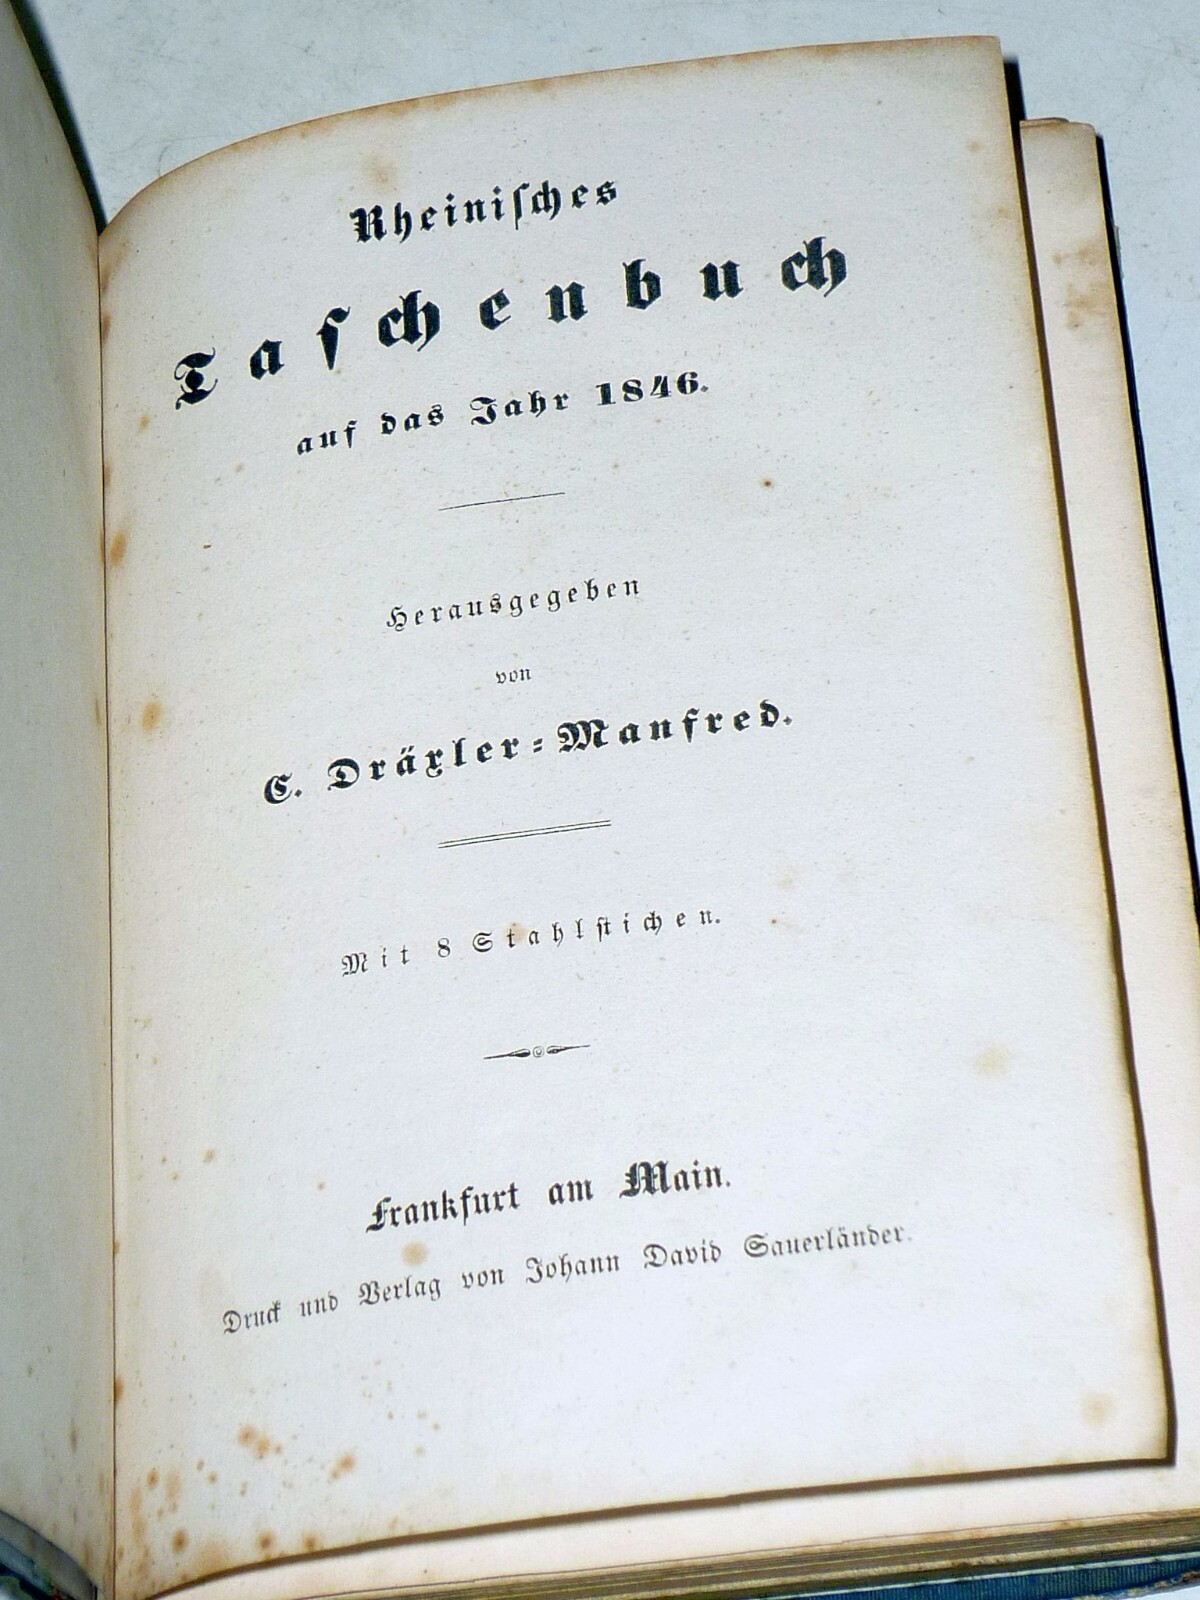 Rheiniſches
Taſchenbuch
auf das Jahr 1846.
Herausgegeben
von
C. Dräxler-Manfred.
Mit 8 Stahlſtichen.
Frankfurt am Main.
Druck und Verlag von Johann David Sauerländer.